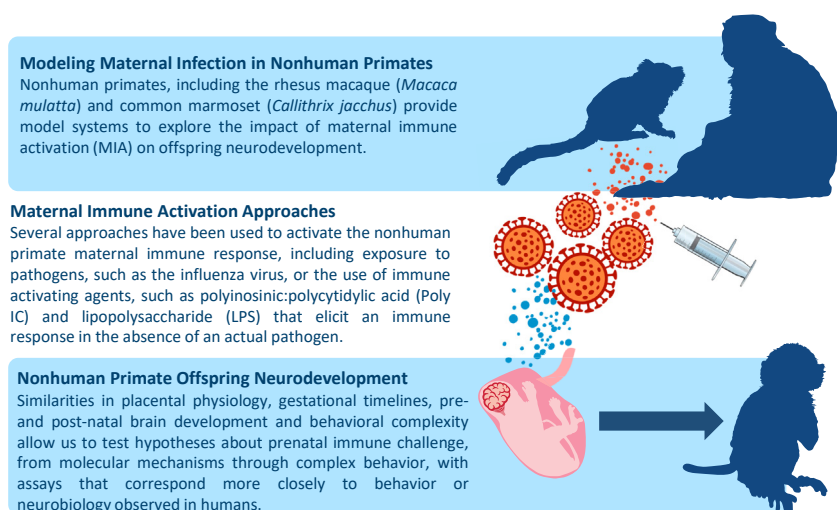 Modeling Maternal Infection in Nonhuman Primates
Nonhuman primates, including the rhesus macaque (Macaca
mulatta) and common marmoset (Callithrix jacchus) provide
model systems to explore the impact of maternal immune
activation (MIA) on offspring neurodevelopment.
Maternal Immune Activation Approaches
Several approaches have been used to activate the nonhuman
primate maternal immune response, including exposure to
pathogens, such as the influenza virus, or the use of immune
activating agents, such as polyinosinic:polycytidylic acid (Poly
IC) and lipopolysaccharide (LPS) that elicit an immune
response in the absence of an actual pathogen.
Nonhuman Primate Offspring Neurodevelopment
Similarities in placental physiology, gestational timelines, pre-
and post-natal brain development and behavioral complexity
allow us to test hypotheses about prenatal immune challenge,
from molecular mechanisms through complex behavior, with
assays that correspond more closely to behavior or
neurobiology observed in humans.